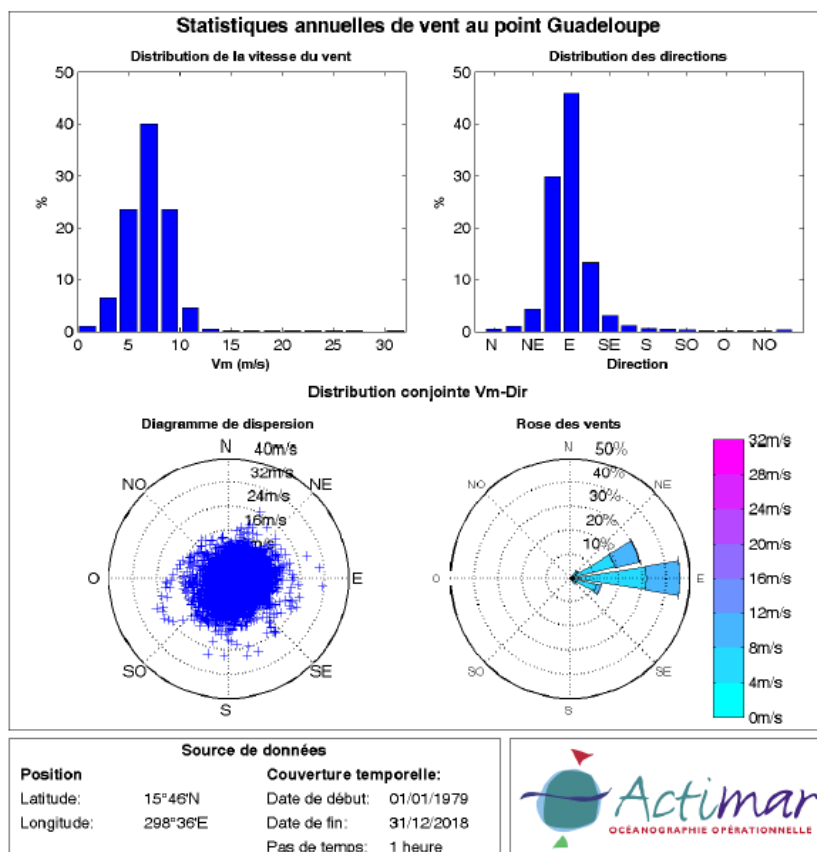 Statistiques annuelles de vent au point Guadeloupe
Distribution de la vitesse du vent
50
40
30
20
10
0
%
0 5 10 15 20 25 30
Vm (m/s)
Distribution des directions
50
40
30
20
10
0
%
N NE E SE S SO O NO
Direction
Distribution conjointe Vm-Dir
Diagramme de dispersion
N
NE
E
SE
S
SO
O
NO
40m/s
32m/s
24m/s
16m/s
Rose des vents
N
NE
E
SE
S
SO
O
NO
50%
40%
30%
20%
10%
32m/s
28m/s
24m/s
20m/s
16m/s
12m/s
8m/s
4m/s
0m/s
Source de données
Position
Latitude: 15°46'N
Longitude: 298°36'E
Couverture temporelle:
Date de début: 01/01/1979
Date de fin: 31/12/2018
Pas de temps: 1 heure
Actimar
OCÉANOGRAPHIE OPÉRATIONNELLE